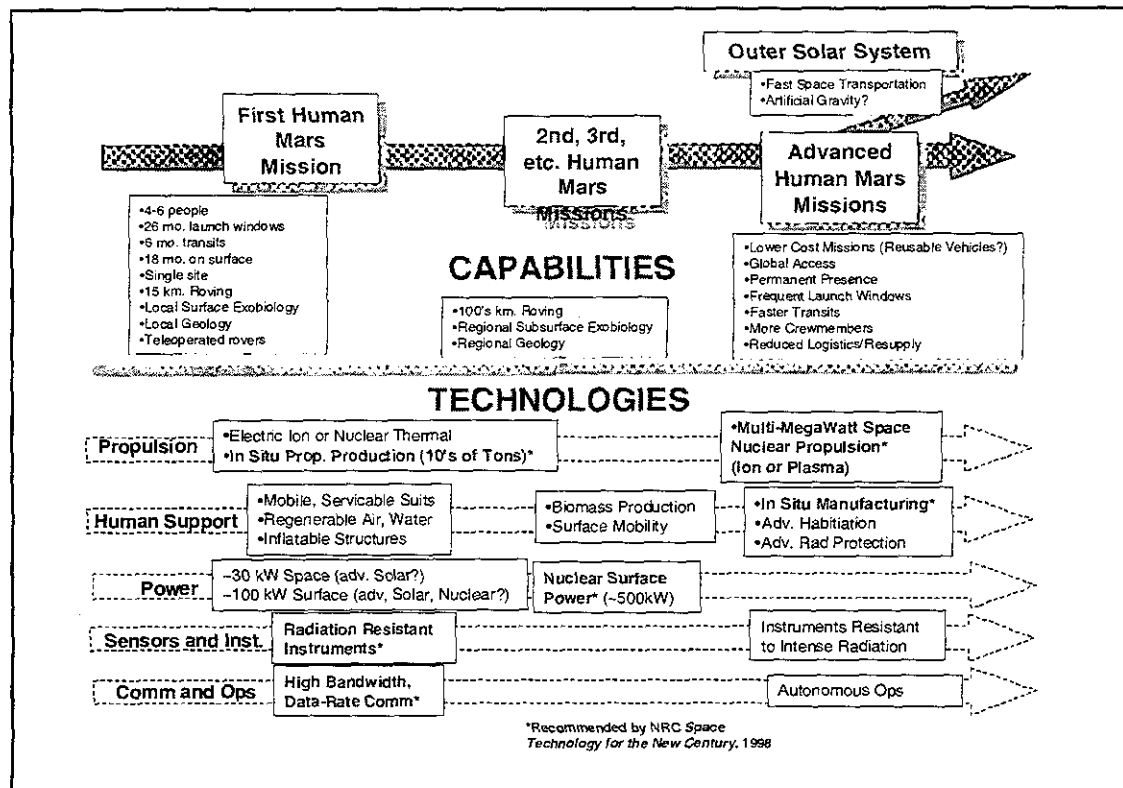 Outer Solar System
•Fast Space Transportation
•Artificial Gravity?
First Human
Mars
Mission
2nd, 3rd,
etc. Human
Mars
Missions
Advanced
Human Mars
Missions
•4-6 people
•26 mo. launch windows
•6 mo. transits
•18 mo. on surface
•Single site
•15 km. Roving
•Local Surface Exobiology
•Local Geology
•Teleoperated rovers
CAPABILITIES
•100's km. Roving
•Regional Subsurface Exobiology
•Regional Geology
•Lower Cost Missions (Reusable Vehicles?)
•Global Access
•Permanent Presence
•Frequent Launch Windows
•Faster Transits
•More Crewmembers
•Reduced Logistics/Resupply
TECHNOLOGIES
Propulsion
•Electric Ion or Nuclear Thermal
•In Situ Prop. Production (10's of Tons)*
•Multi-MegaWatt Space
Nuclear Propulsion*
(Ion or Plasma)
Human Support
•Mobile, Servicable Suits
•Regenerable Air, Water
•Inflatable Structures
•Biomass Production
•Surface Mobility
•In Situ Manufacturing*
•Adv. Habitiation
•Adv. Rad Protection
Power
~30 kW Space (adv. Solar?)
~100 kW Surface (adv, Solar, Nuclear?)
Nuclear Surface
Power* (~500kW)
Sensors and Inst.
Radiation Resistant
Instruments*
Instruments Resistant
to Intense Radiation
Comm and Ops
High Bandwidth,
Data-Rate Comm*
Autonomous Ops
*Recommended by NRC Space
Technology for the New Century, 1998